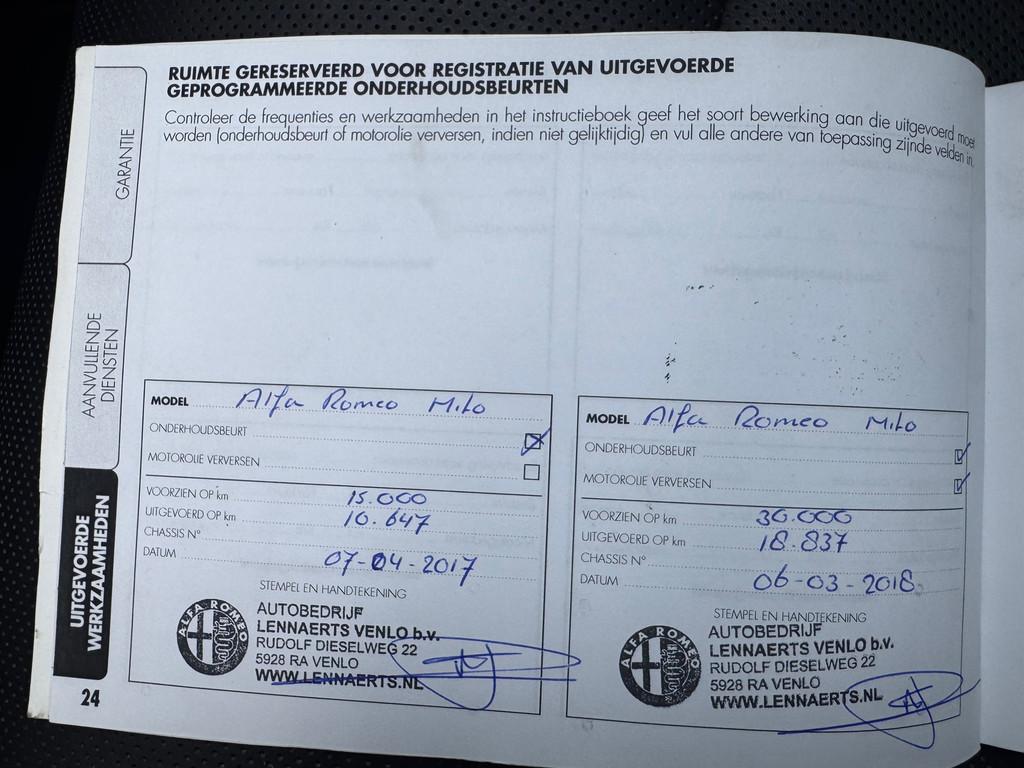 RUIMTE GERESERVEERD VOOR REGISTRATIE VAN UITGEVOERDE
GEPROGRAMMEERDE ONDERHOUDSBEURTEN
Controleer de frequenties en werkzaamheden in het instructieboek geef het soort bewerking aan die uitgevoerd moet
worden (onderhoudsbeurt of motorolie verversen, indien niet gelijktijdig) en vul alle andere van toepassing zijnde velden in.
GARANTIE
AANVULLENDE
DIENSTEN
UITGEVOERDE
WERKZAAMHEDEN
24
MODEL Alfa Romeo Mito
ONDERHOUDSBEURT
MOTOROLIE VERVERSEN
VOORZIEN OP km 15.000
UITGEVOERD OP km 10.647
CHASSIS N°
DATUM 07-04-2017
STEMPEL EN HANDTEKENING
ALFA ROMEO
AUTOBEDRIJF
LENNAERTS VENLO b.v.
RUDOLF DIESELWEG 22
5928 RA VENLO
WWW.LENNAERTS.NL
MODEL Alfa Romeo Mito
ONDERHOUDSBEURT
MOTOROLIE VERVERSEN
VOORZIEN OP km 30.000
UITGEVOERD OP km 18.837
CHASSIS N°
DATUM 06-03-2018
STEMPEL EN HANDTEKENING
ALFA ROMEO
AUTOBEDRIJF
LENNAERTS VENLO b.v.
RUDOLF DIESELWEG 22
5928 RA VENLO
WWW.LENNAERTS.NL